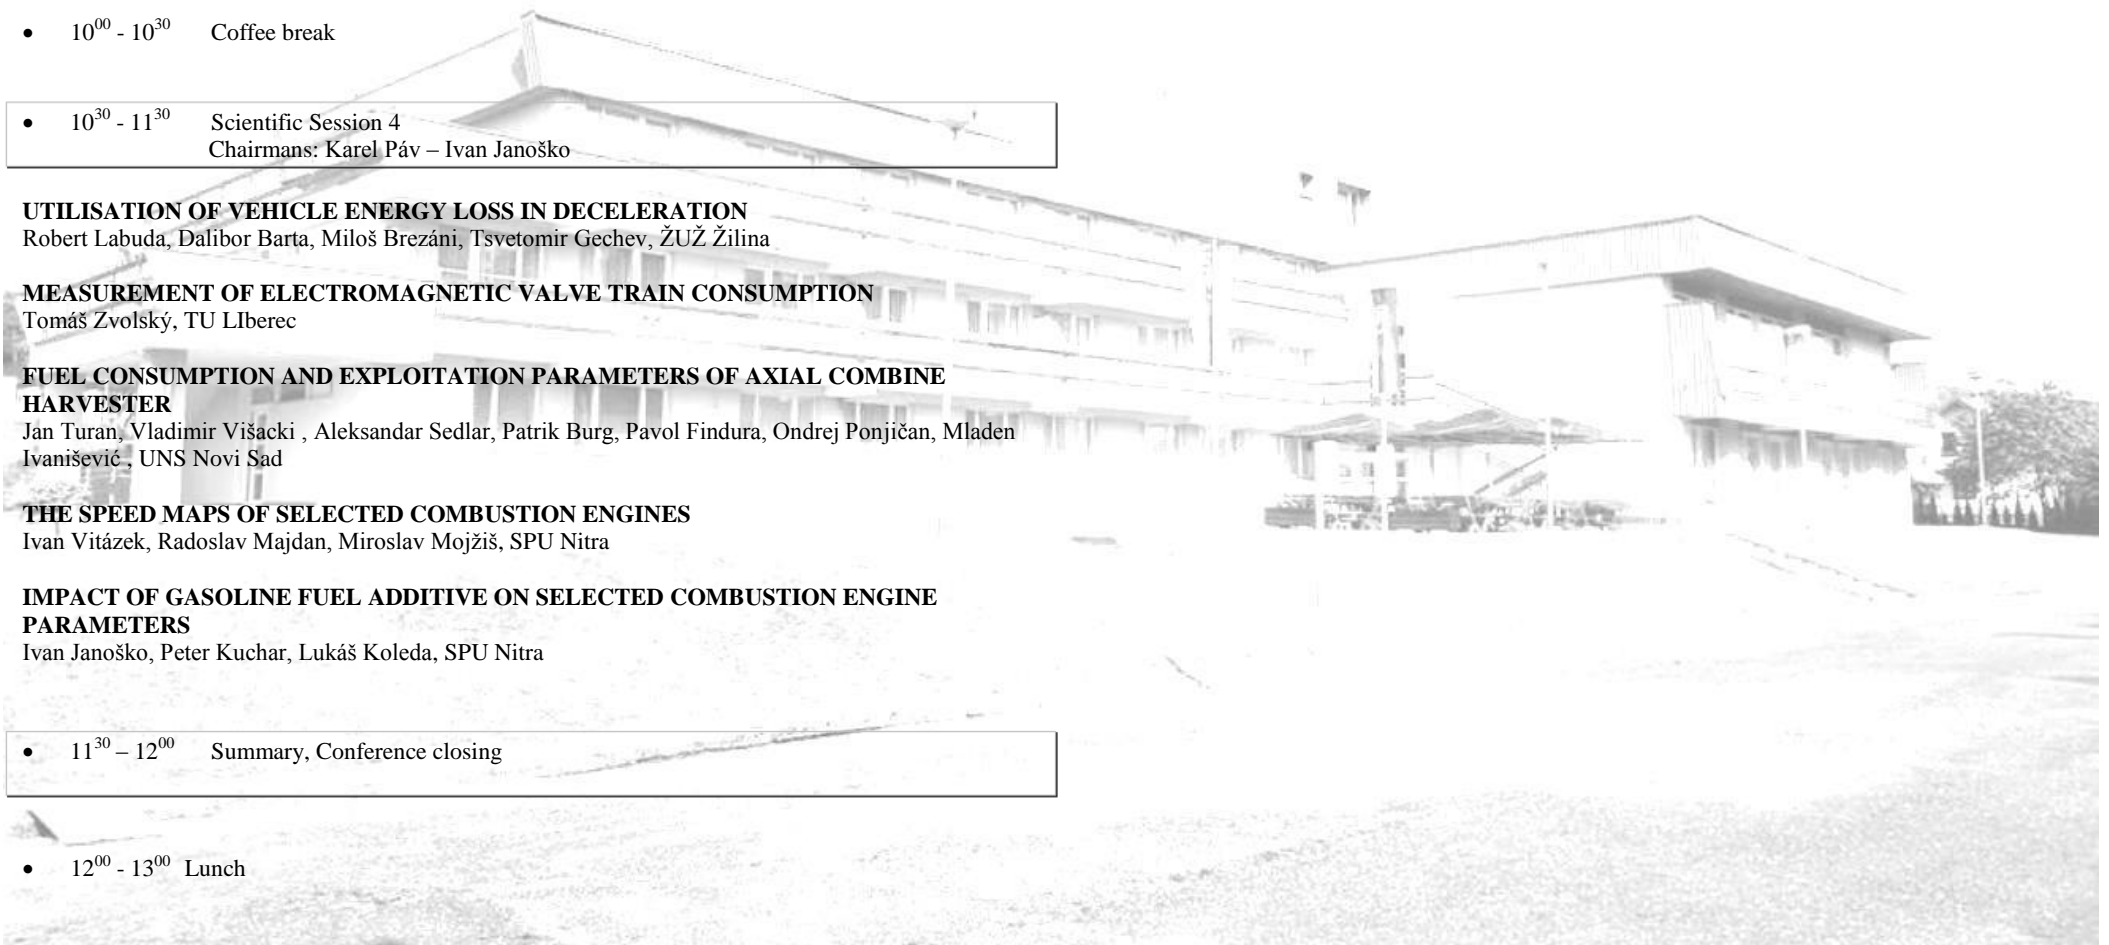 • 10⁰⁰ - 10³⁰ Coffee break
• 10³⁰ - 11³⁰ Scientific Session 4
Chairmans: Karel Páv – Ivan Janoško
UTILISATION OF VEHICLE ENERGY LOSS IN DECELERATION
Robert Labuda, Dalibor Barta, Miloš Brezáni, Tsvetomir Gechev, ŽUŽ Žilina
MEASUREMENT OF ELECTROMAGNETIC VALVE TRAIN CONSUMPTION
Tomáš Zvolský, TU LIberec
FUEL CONSUMPTION AND EXPLOITATION PARAMETERS OF AXIAL COMBINE
HARVESTER
Jan Turan, Vladimir Višacki , Aleksandar Sedlar, Patrik Burg, Pavol Findura, Ondrej Ponjičan, Mladen
Ivanišević , UNS Novi Sad
THE SPEED MAPS OF SELECTED COMBUSTION ENGINES
Ivan Vitázek, Radoslav Majdan, Miroslav Mojžiš, SPU Nitra
IMPACT OF GASOLINE FUEL ADDITIVE ON SELECTED COMBUSTION ENGINE
PARAMETERS
Ivan Janoško, Peter Kuchar, Lukáš Koleda, SPU Nitra
• 11³⁰ – 12⁰⁰ Summary, Conference closing
• 12⁰⁰ - 13⁰⁰ Lunch